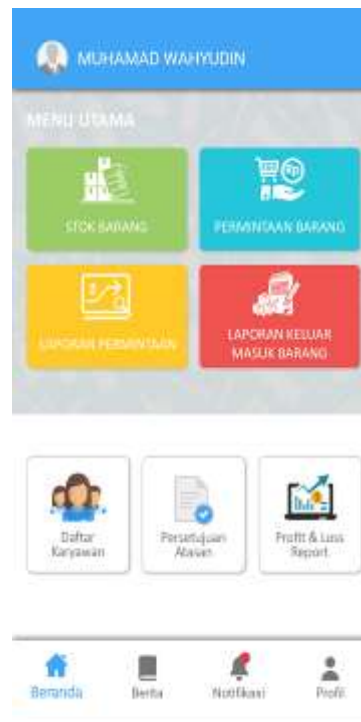 MUHAMAD WAHYUDIN
MENU UTAMA
STOK BARANG
PERMINTAAN BARANG
LAPORAN PERMINTAAN
LAPORAN KELUAR
MASUK BARANG
Daftar
Karyawan
Persetujuan
Atasan
Profit & Loss
Report
Beranda
Berita
Notifikasi
Profil